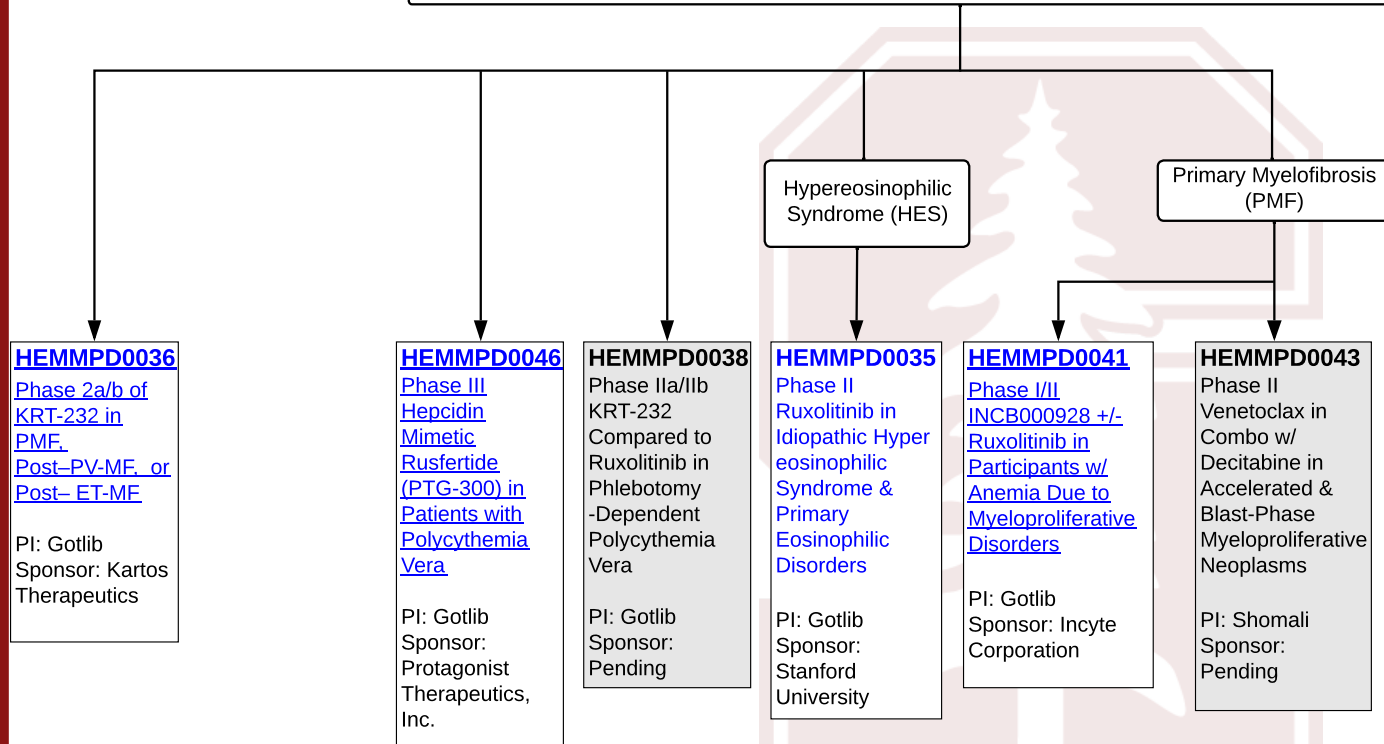 Hypereosinophilic
Syndrome (HES)
Primary Myelofibrosis
(PMF)
HEMMPD0036
Phase 2a/b of
KRT-232 in
PMF,
Post–PV-MF,  or
Post– ET-MF
PI: Gotlib
Sponsor: Kartos
Therapeutics
HEMMPD0046
Phase III
Hepcidin
Mimetic
Rusfertide
(PTG-300) in
Patients with
Polycythemia
Vera
PI: Gotlib
Sponsor:
Protagonist
Therapeutics,
Inc.
HEMMPD0038
Phase IIa/IIb
KRT-232
Compared to
Ruxolitinib in
Phlebotomy
-Dependent
Polycythemia
Vera
PI: Gotlib
Sponsor:
Pending
HEMMPD0035
Phase II
Ruxolitinib in
Idiopathic Hyper
eosinophilic
Syndrome &
Primary
Eosinophilic
Disorders
PI: Gotlib
Sponsor:
Stanford
University
HEMMPD0041
Phase I/II
INCB000928 +/-
Ruxolitinib in
Participants w/
Anemia Due to
Myeloproliferative
Disorders
PI: Gotlib
Sponsor: Incyte
Corporation
HEMMPD0043
Phase II
Venetoclax in
Combo w/
Decitabine in
Accelerated &
Blast-Phase
Myeloproliferative
Neoplasms
PI: Shomali
Sponsor:
Pending